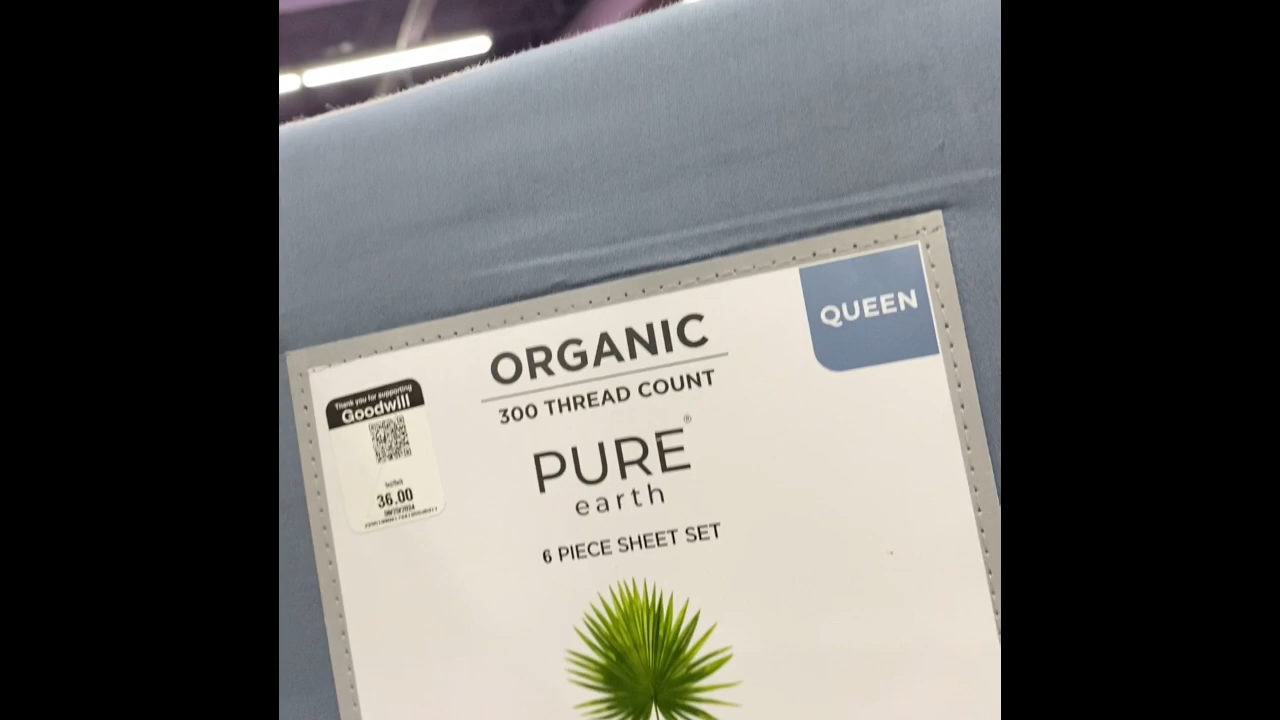 ORGANIC
300 THREAD COUNT
PURE®
earth
6 PIECE SHEET SET
QUEEN
Thank you for supporting
Goodwill
36.00